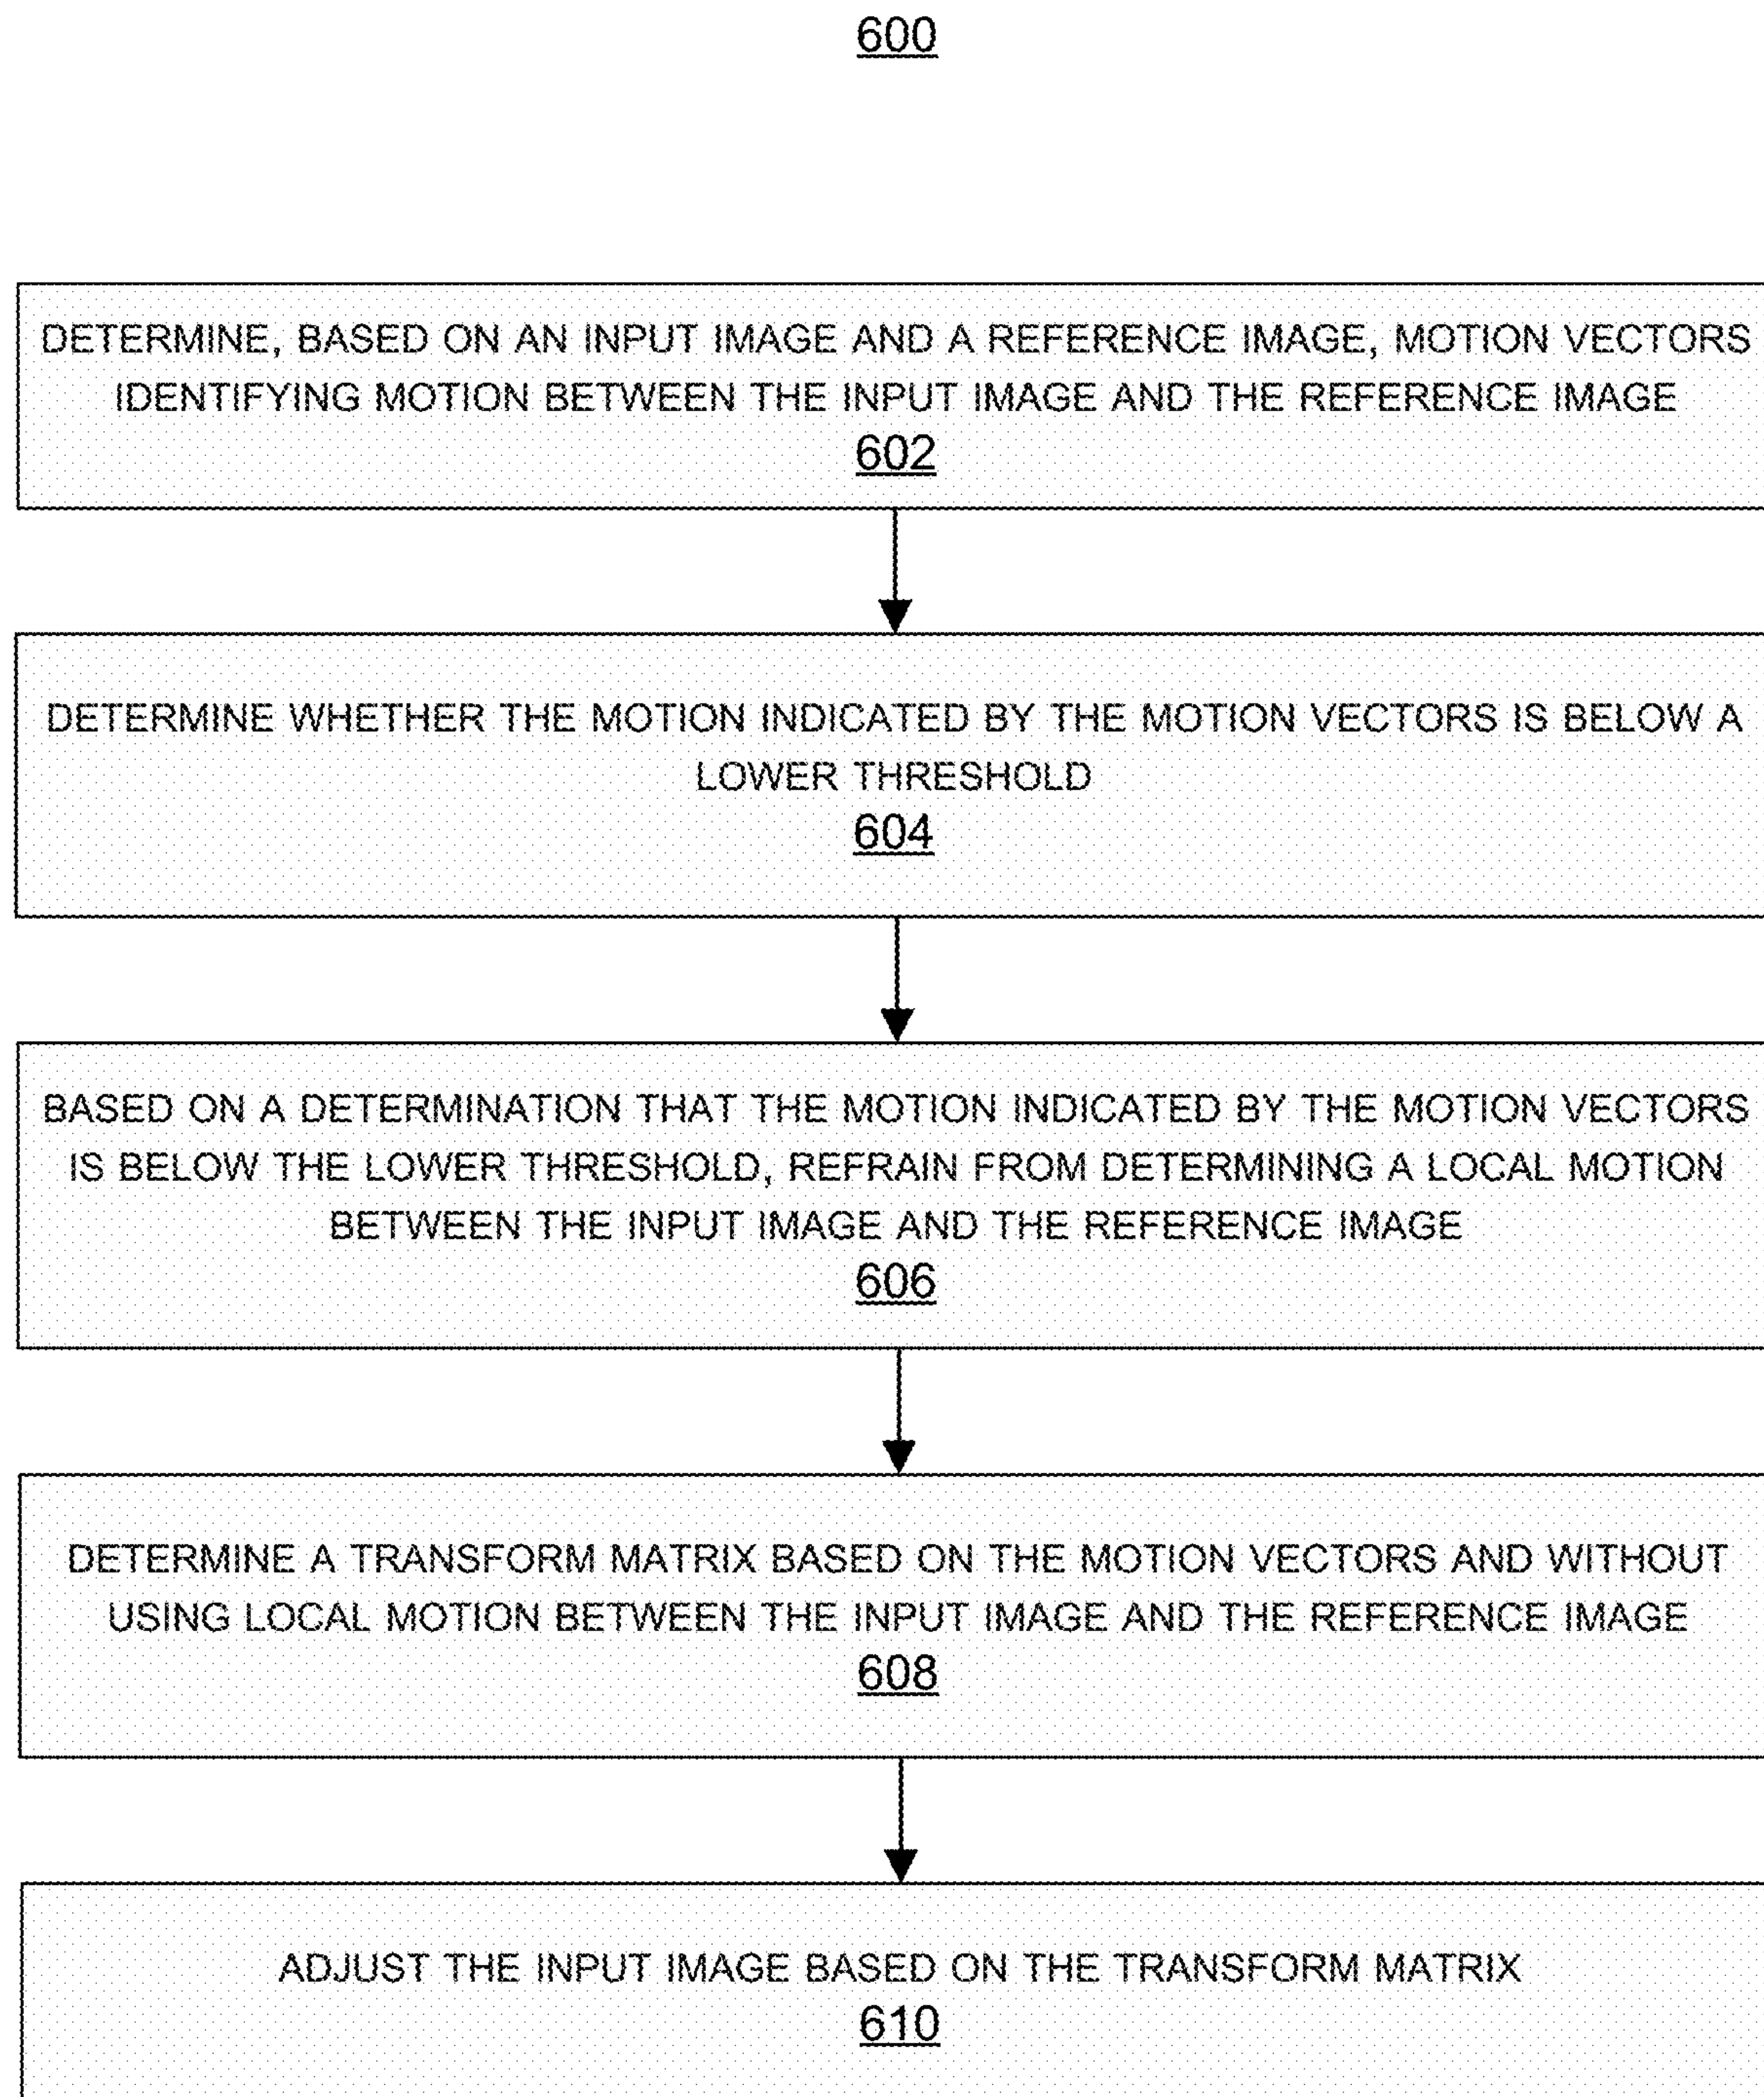 600
DETERMINE, BASED ON AN INPUT IMAGE AND A REFERENCE IMAGE, MOTION VECTORS
IDENTIFYING MOTION BETWEEN THE INPUT IMAGE AND THE REFERENCE IMAGE
602
DETERMINE WHETHER THE MOTION INDICATED BY THE MOTION VECTORS IS BELOW A
LOWER THRESHOLD
604
BASED ON A DETERMINATION THAT THE MOTION INDICATED BY THE MOTION VECTORS
IS BELOW THE LOWER THRESHOLD, REFRAIN FROM DETERMINING A LOCAL MOTION
BETWEEN THE INPUT IMAGE AND THE REFERENCE IMAGE
606
DETERMINE A TRANSFORM MATRIX BASED ON THE MOTION VECTORS AND WITHOUT
USING LOCAL MOTION BETWEEN THE INPUT IMAGE AND THE REFERENCE IMAGE
608
ADJUST THE INPUT IMAGE BASED ON THE TRANSFORM MATRIX
610